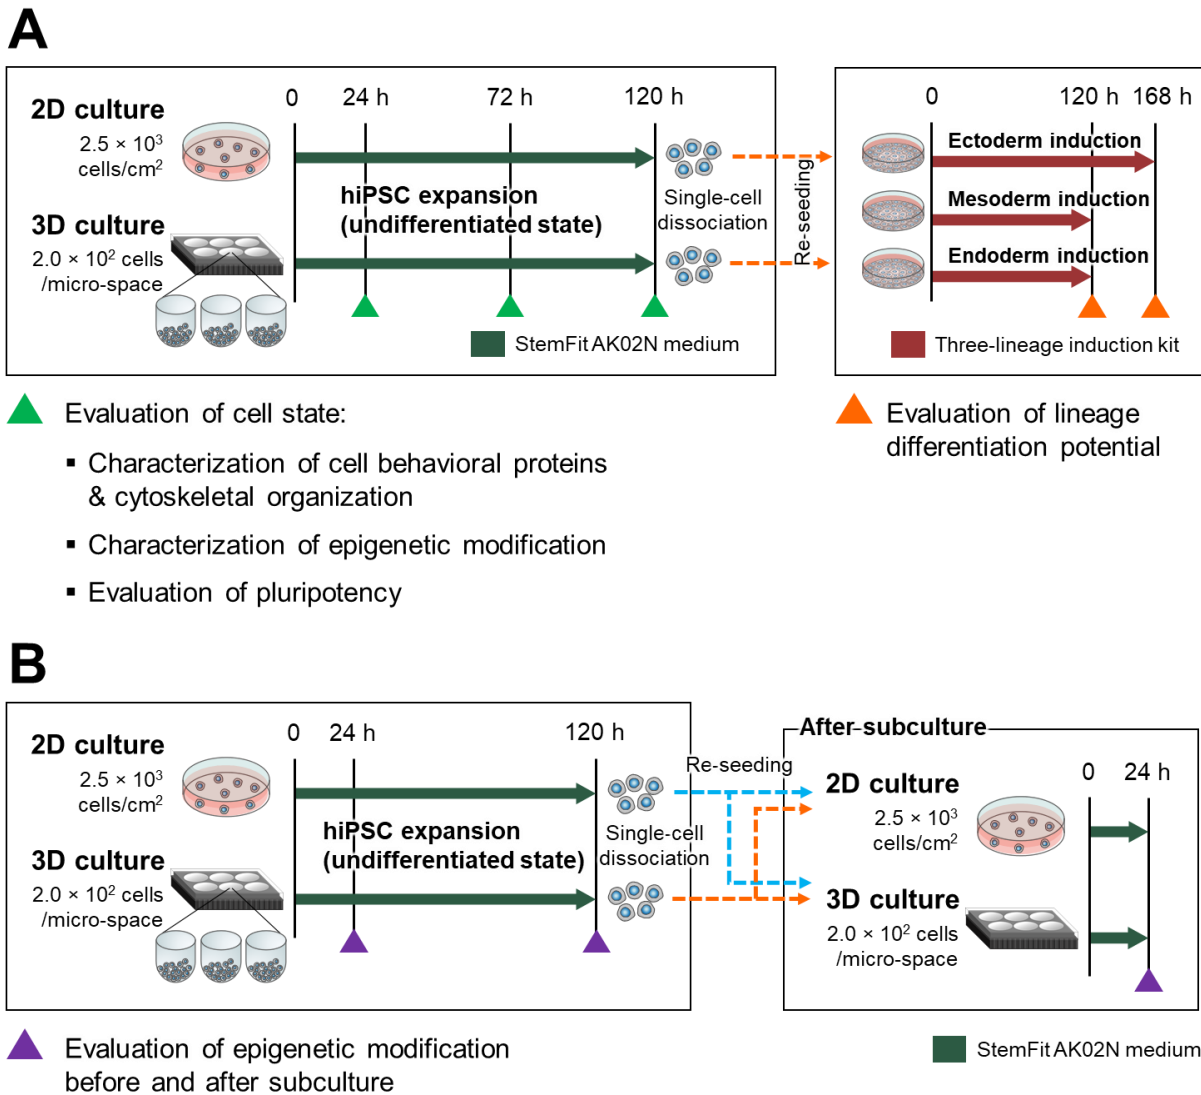 A
0 24 h 72 h 120 h
2D culture
2.5 × 10³
cells/cm²
3D culture
2.0 × 10² cells
/micro-space
hiPSC expansion
(undifferentiated state)
Single-cell
dissociation
StemFit AK02N medium
Re-seeding
0 120 h 168 h
Ectoderm induction
Mesoderm induction
Endoderm induction
Three-lineage induction kit
Evaluation of cell state:
▪ Characterization of cell behavioral proteins
& cytoskeletal organization
▪ Characterization of epigenetic modification
▪ Evaluation of pluripotency
Evaluation of lineage
differentiation potential
B
0 24 h 120 h
2D culture
2.5 × 10³
cells/cm²
3D culture
2.0 × 10² cells
/micro-space
hiPSC expansion
(undifferentiated state)
Single-cell
dissociation
Re-seeding
After subculture
0 24 h
2D culture
2.5 × 10³
cells/cm²
3D culture
2.0 × 10² cells
/micro-space
Evaluation of epigenetic modification
before and after subculture
StemFit AK02N medium